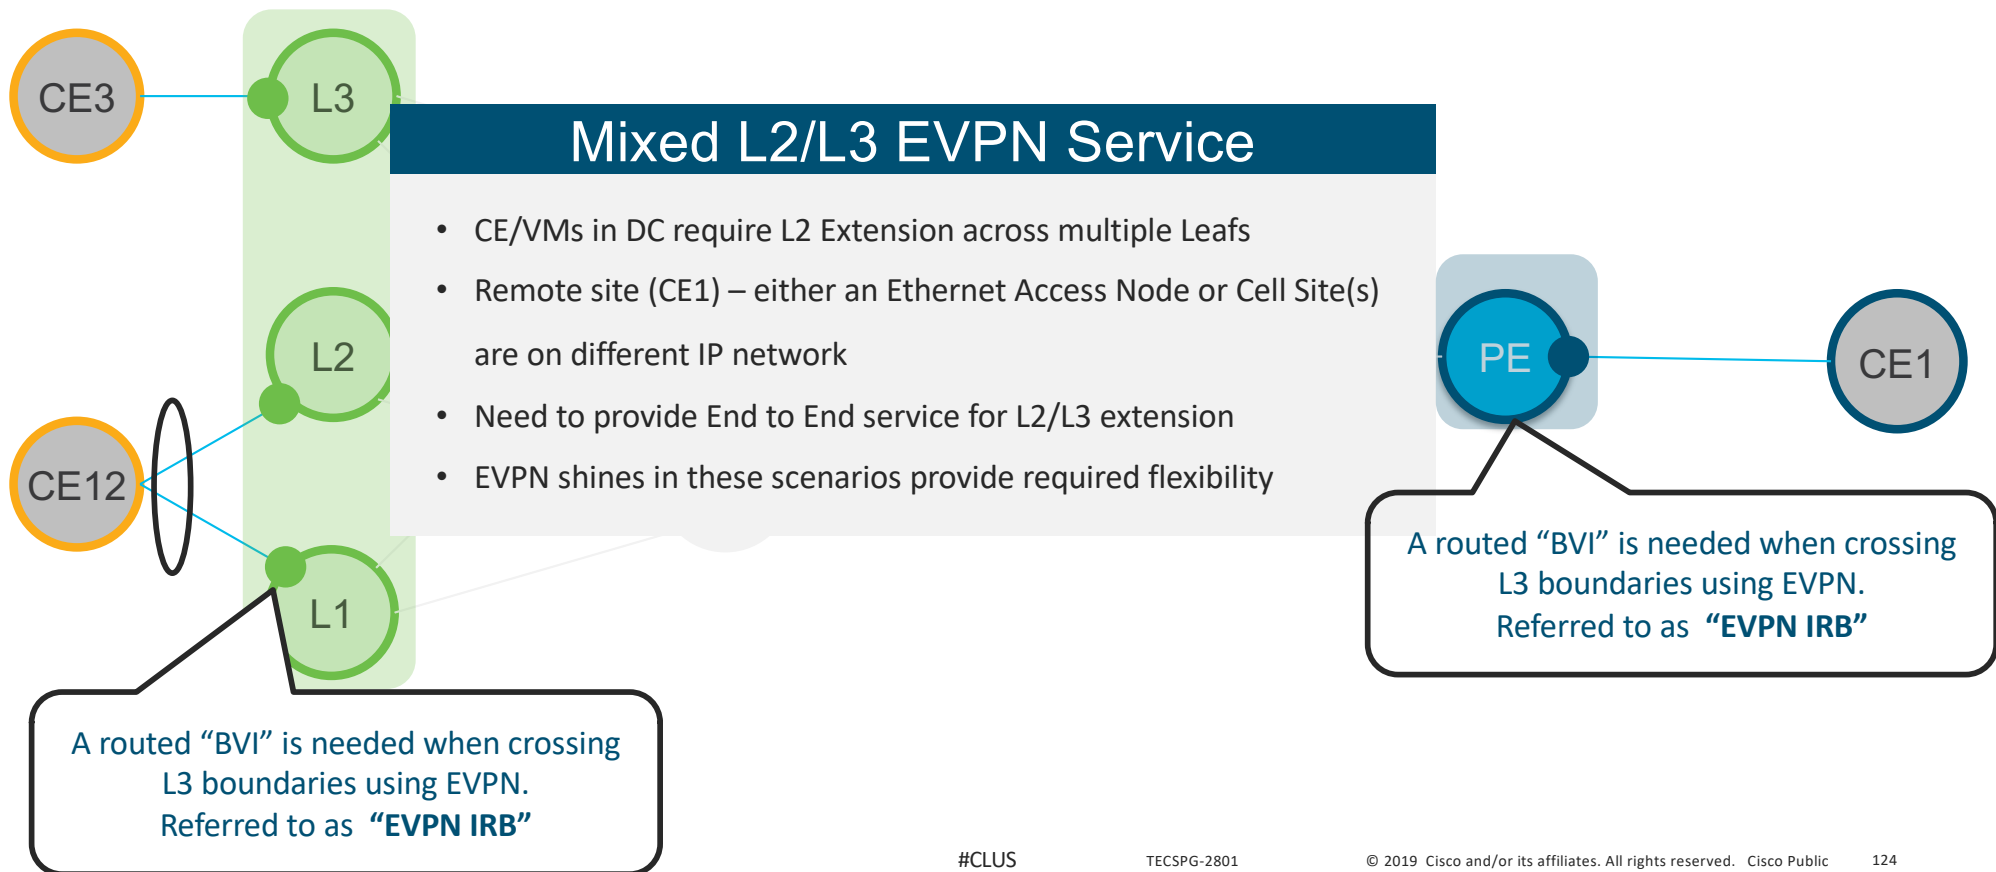 CE3
L3
Mixed L2/L3 EVPN Service
• CE/VMs in DC require L2 Extension across multiple Leafs
• Remote site (CE1) – either an Ethernet Access Node or Cell Site(s)
are on different IP network
• Need to provide End to End service for L2/L3 extension
• EVPN shines in these scenarios provide required flexibility
L2
PE
CE1
CE12
L1
A routed “BVI” is needed when crossing
L3 boundaries using EVPN.
Referred to as “EVPN IRB”
A routed “BVI” is needed when crossing
L3 boundaries using EVPN.
Referred to as “EVPN IRB”
#CLUS
TECSPG-2801
© 2019 Cisco and/or its affiliates. All rights reserved. Cisco Public
124